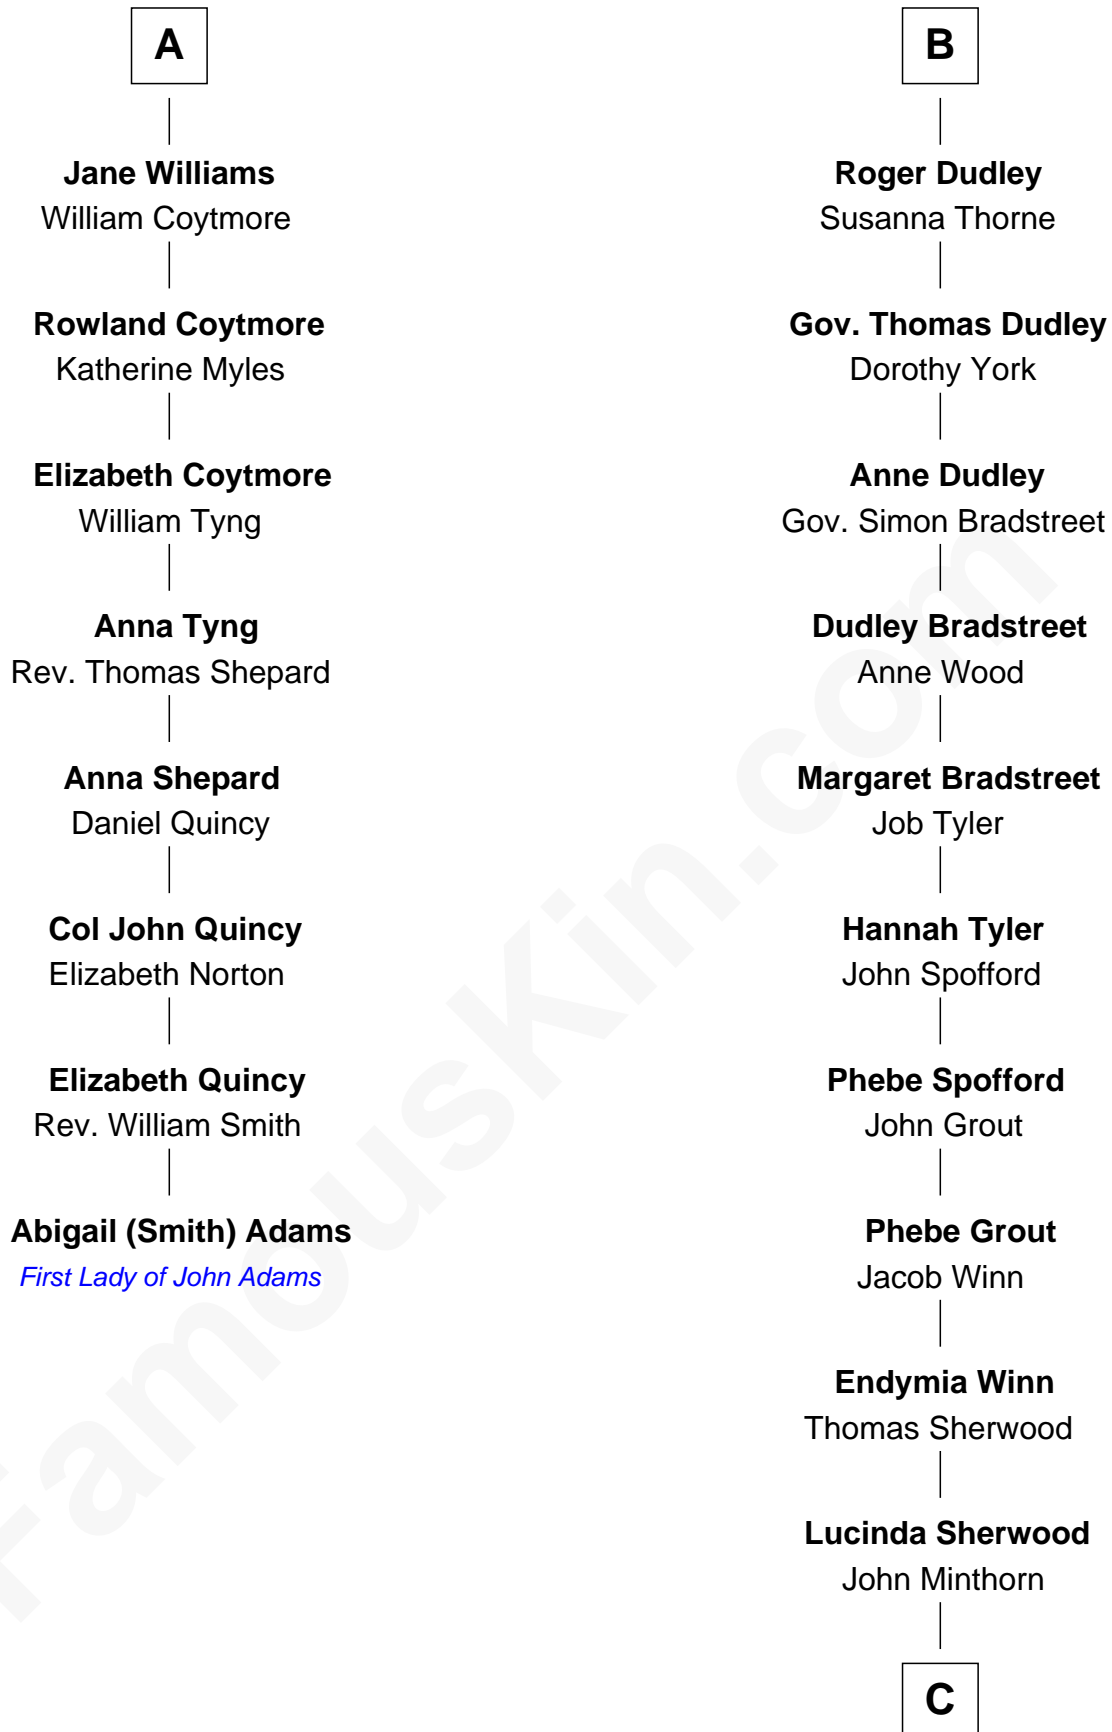 A
Jane Williams
William Coytmore
Rowland Coytmore
Katherine Myles
Elizabeth Coytmore
William Tyng
Anna Tyng
Rev. Thomas Shepard
Anna Shepard
Daniel Quincy
Col John Quincy
Elizabeth Norton
Elizabeth Quincy
Rev. William Smith
Abigail (Smith) Adams
First Lady of John Adams
B
Roger Dudley
Susanna Thorne
Gov. Thomas Dudley
Dorothy York
Anne Dudley
Gov. Simon Bradstreet
Dudley Bradstreet
Anne Wood
Margaret Bradstreet
Job Tyler
Hannah Tyler
John Spofford
Phebe Spofford
John Grout
Phebe Grout
Jacob Winn
Endymia Winn
Thomas Sherwood
Lucinda Sherwood
John Minthorn
C
FamousKin.com